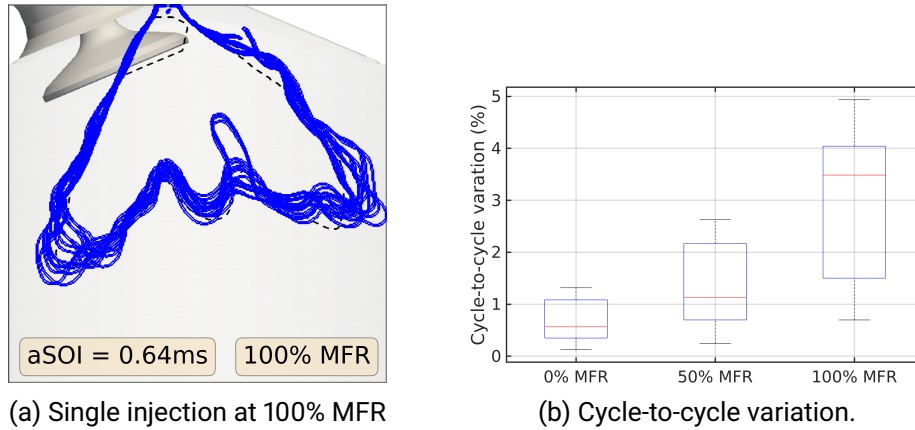 aSOI = 0.64ms
100% MFR
(a) Single injection at 100% MFR
Cycle-to-cycle varation (%)
5
4
3
2
1
0
0% MFR
50% MFR
100% MFR
(b) Cycle-to-cycle variation.